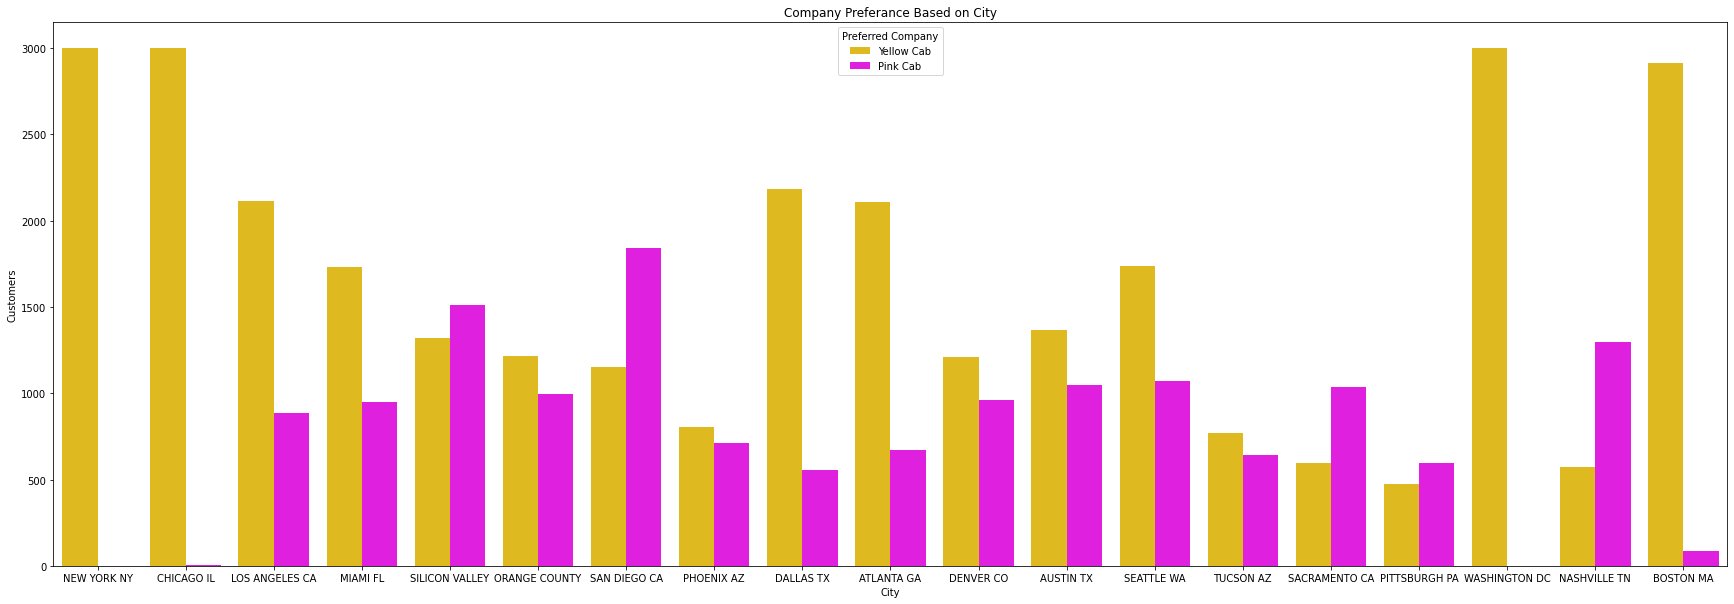 Company Preferance Based on City
Preferred Company
Yellow Cab
Pink Cab
Customers
3000
2500
2000
1500
1000
500
0
NEW YORK NY CHICAGO IL LOS ANGELES CA MIAMI FL SILICON VALLEY ORANGE COUNTY SAN DIEGO CA PHOENIX AZ DALLAS TX ATLANTA GA DENVER CO AUSTIN TX SEATTLE WA TUCSON AZ SACRAMENTO CA PITTSBURGH PA WASHINGTON DC NASHVILLE TN BOSTON MA
City